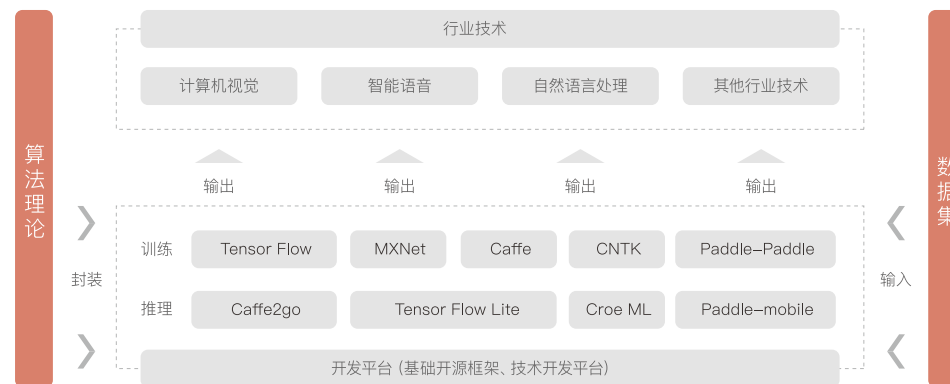 行业技术
计算机视觉 智能语音 自然语言处理 其他行业技术
算法理论
数据集
输出 输出 输出 输出
训练 Tensor Flow MXNet Caffe CNTK Paddle-Paddle
封装
输入
推理 Caffe2go Tensor Flow Lite Croe ML Paddle-mobile
开发平台（基础开源框架、技术开发平台）